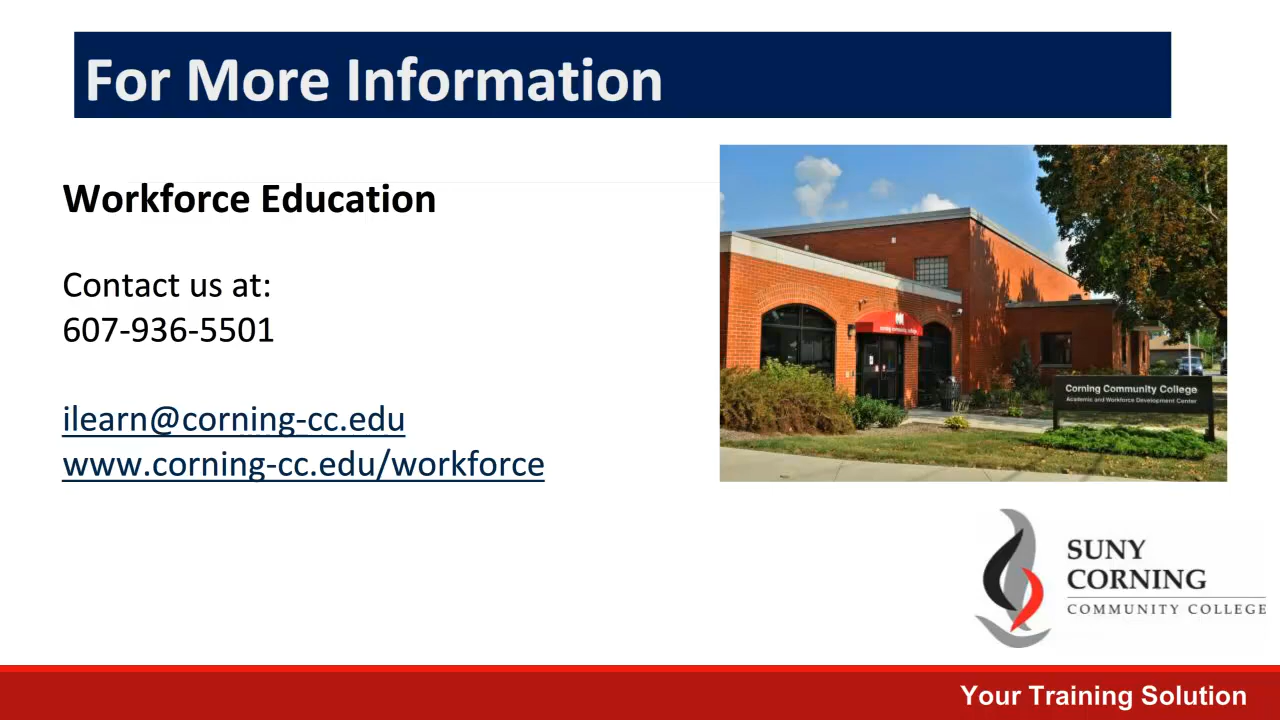 For More Information
Workforce Education
Contact us at:
607-936-5501
ilearn@corning-cc.edu
www.corning-cc.edu/workforce
Corning Community College
Academic and Workforce Development Center
SUNY
CORNING
COMMUNITY COLLEGE
Your Training Solution